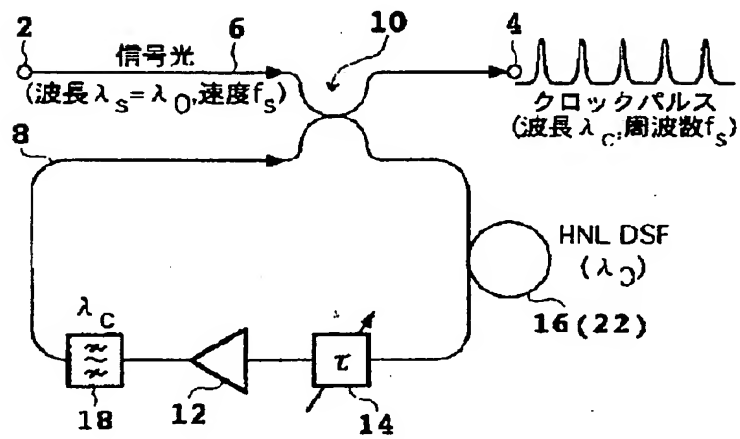 2
6
10
4
信号光
(波長λs=λ0,速度fs)
クロックパルス
(波長λc,周波数fs)
8
HNL DSF
(λ0)
16(22)
λc
τ
18
12
14